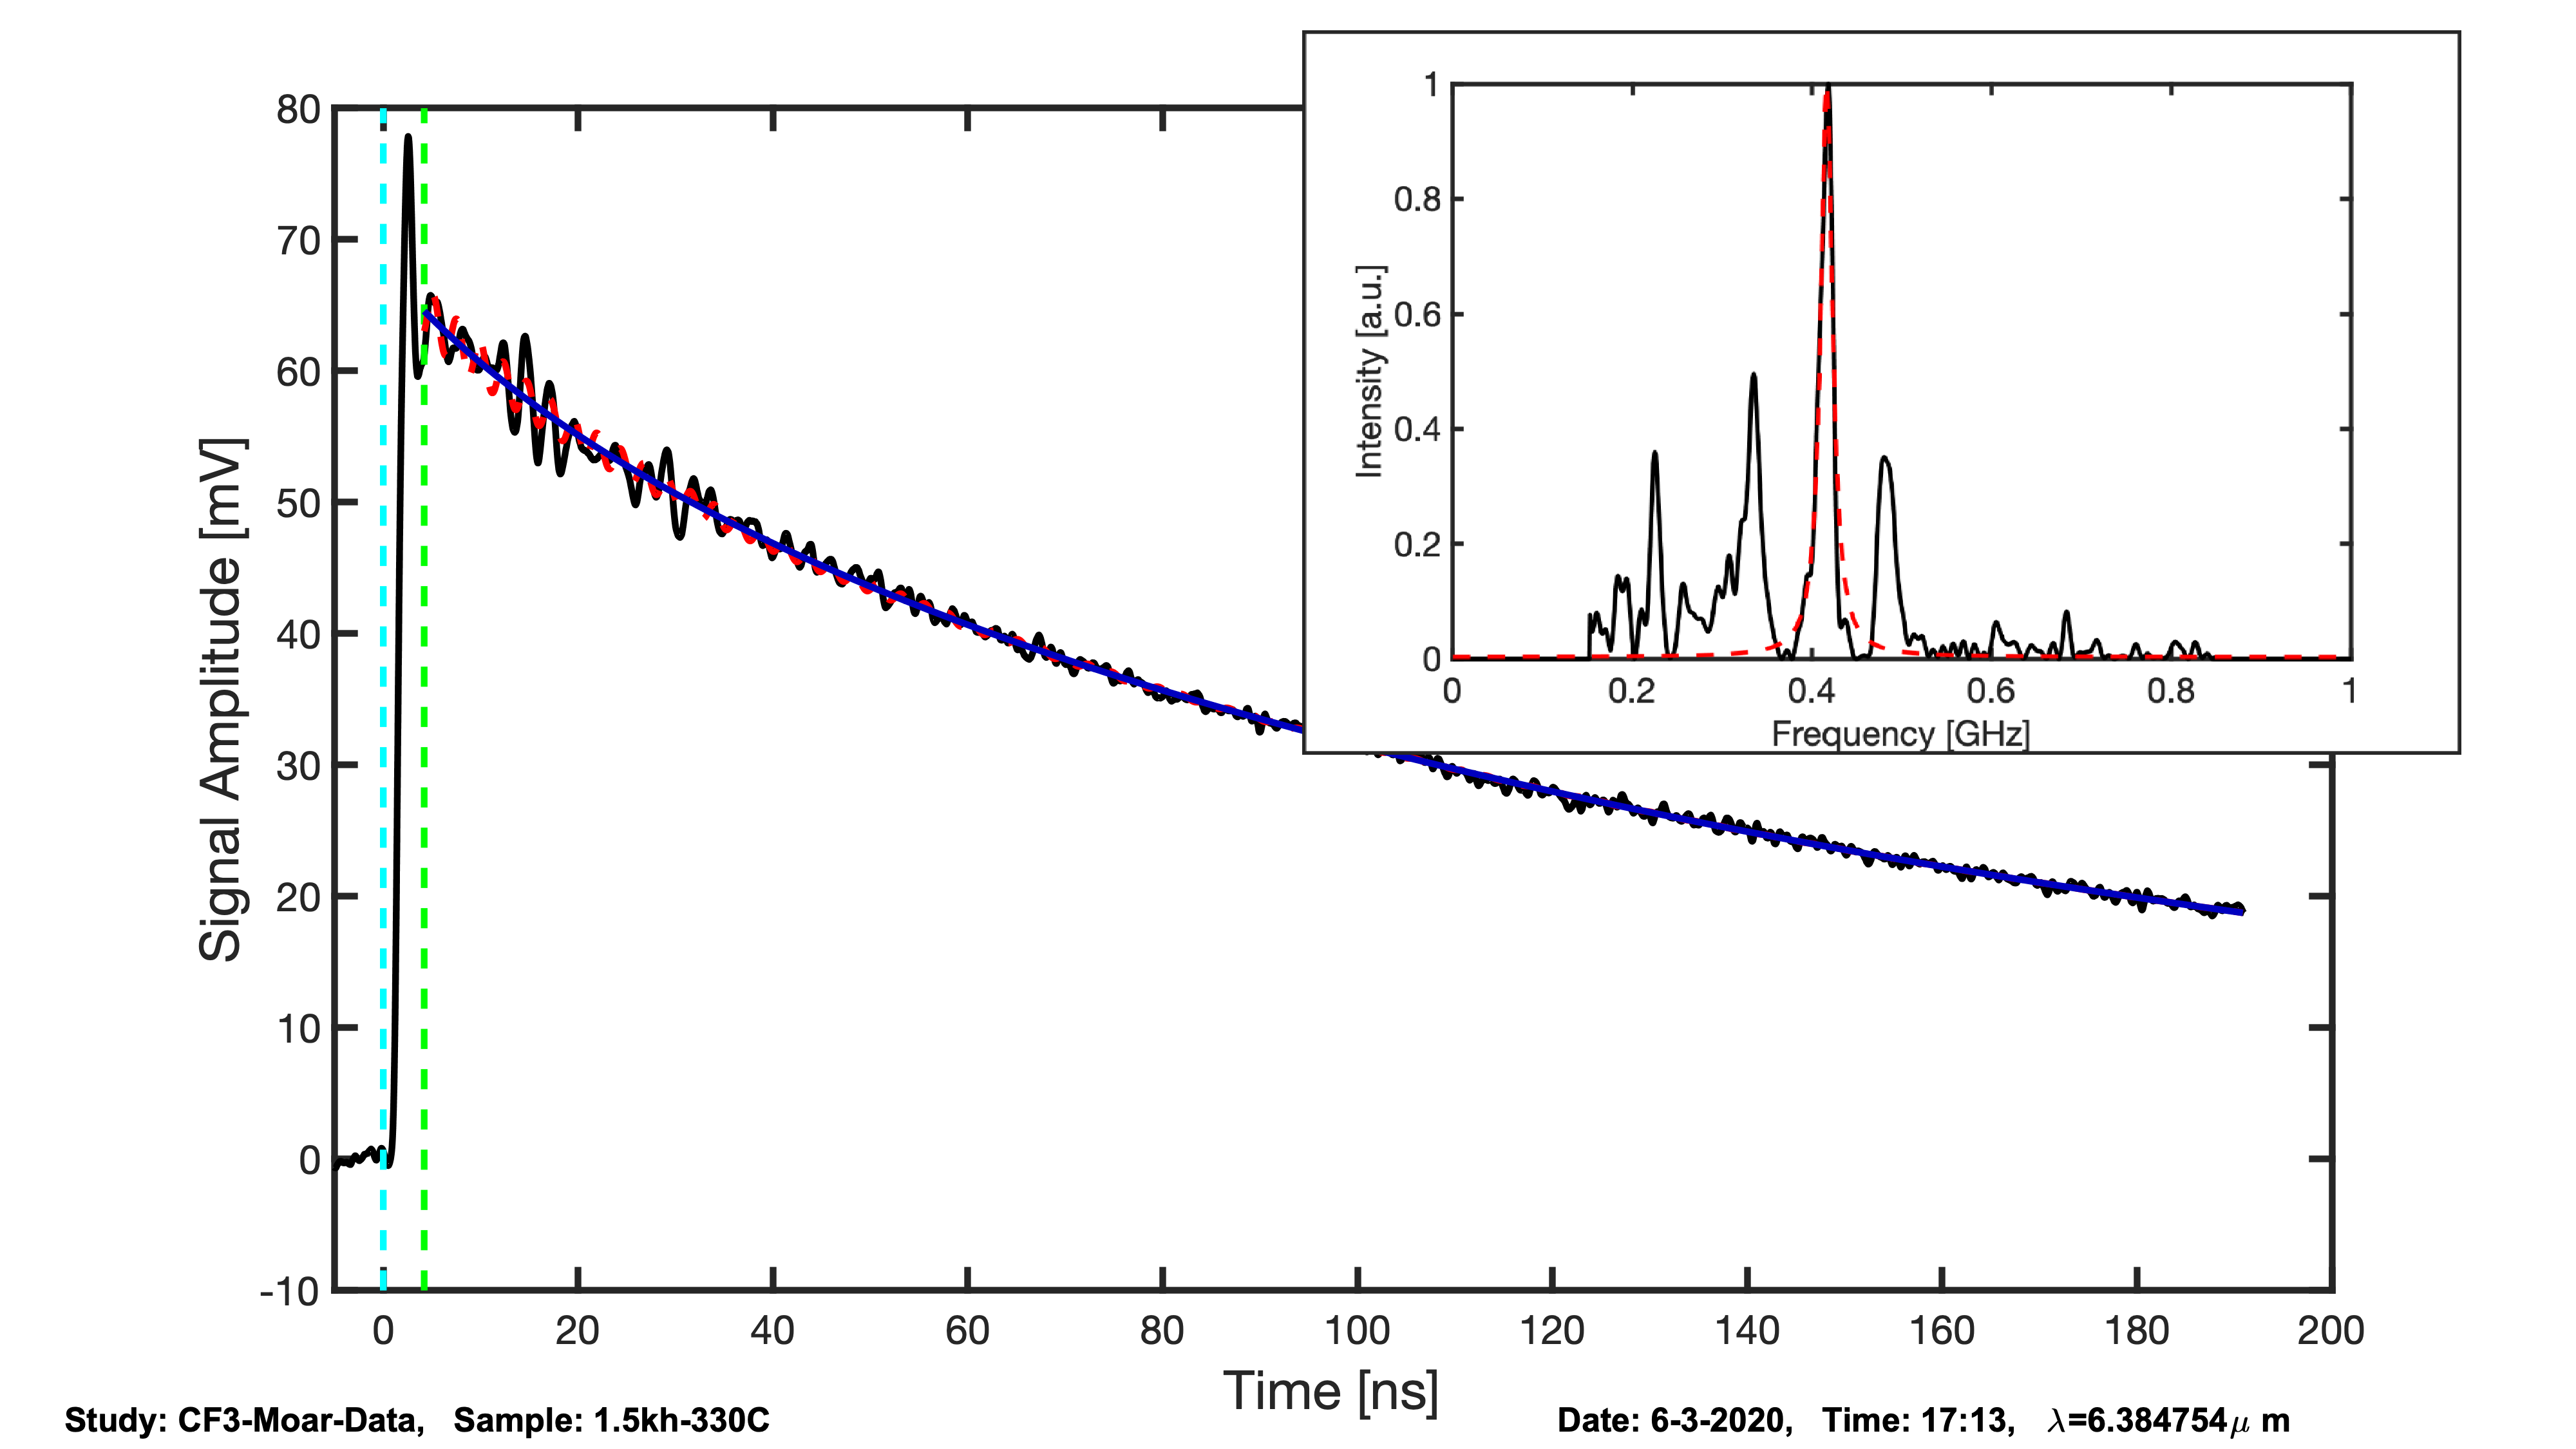 80
70
60
50
40
30
20
10
0
-10
Signal Amplitude [mV]
0 20 40 60 80 100 120 140 160 180 200
Time [ns]
1
0.8
0.6
0.4
0.2
0
Intensity [a.u.]
0 0.2 0.4 0.6 0.8 1
Frequency [GHz]
Study: CF3-Moar-Data, Sample: 1.5kh-330C
Date: 6-3-2020, Time: 17:13, λ=6.384754μ m